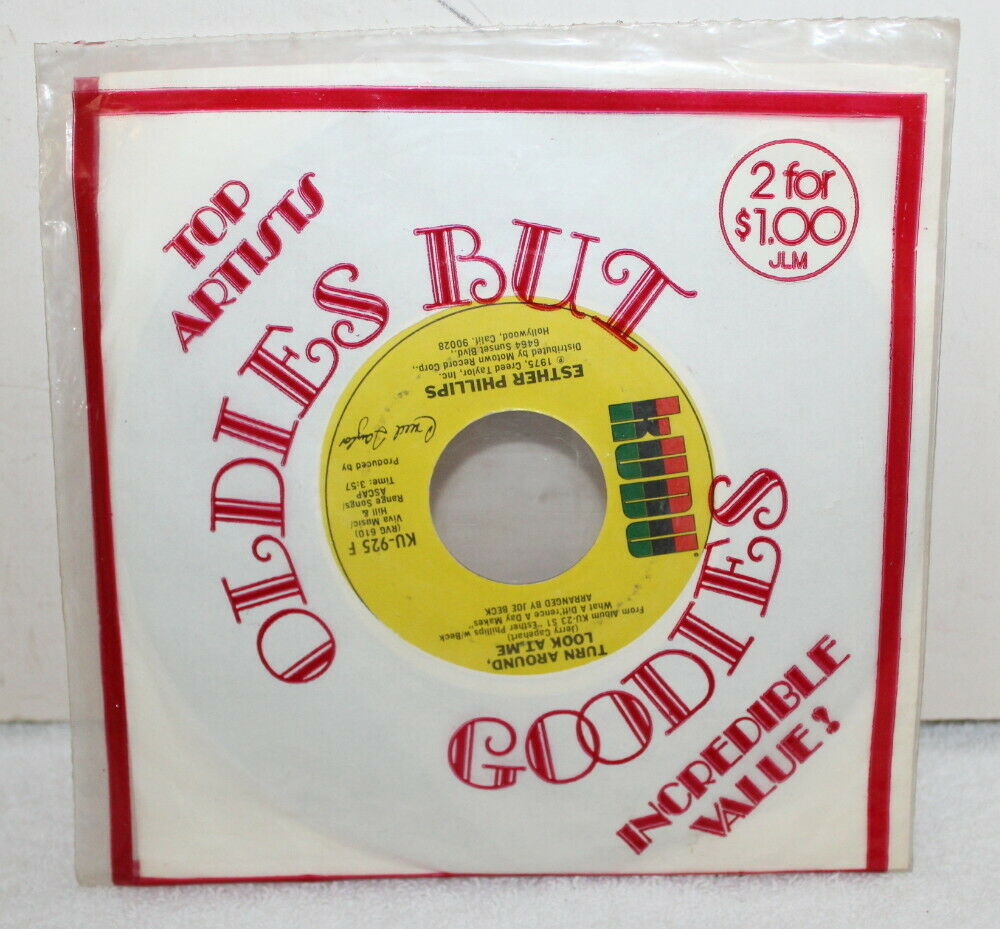 TOP
ARTISTS
2 for
$1.00
JLM
OLDIES BUT
GOODIES
INCREDIBLE
VALUE!
KUDU
TURN AROUND,
LOOK AT ME
(Jerry Capehart)
From Album KU-23 S1 "Esther Phillips w/Beck
What A Diff'rence A Day Makes"
ARRANGED BY JOE BECK
KU-925 F
(RVG 610)
Viva Music/
Hill &
Range Songs/
ASCAP
Time: 3:57
Produced by
Creed Taylor
ESTHER PHILLIPS
℗ 1975, Creed Taylor, Inc.
Distributed by Motown Record Corp.,
6464 Sunset Blvd.,
Hollywood, Calif. 90028